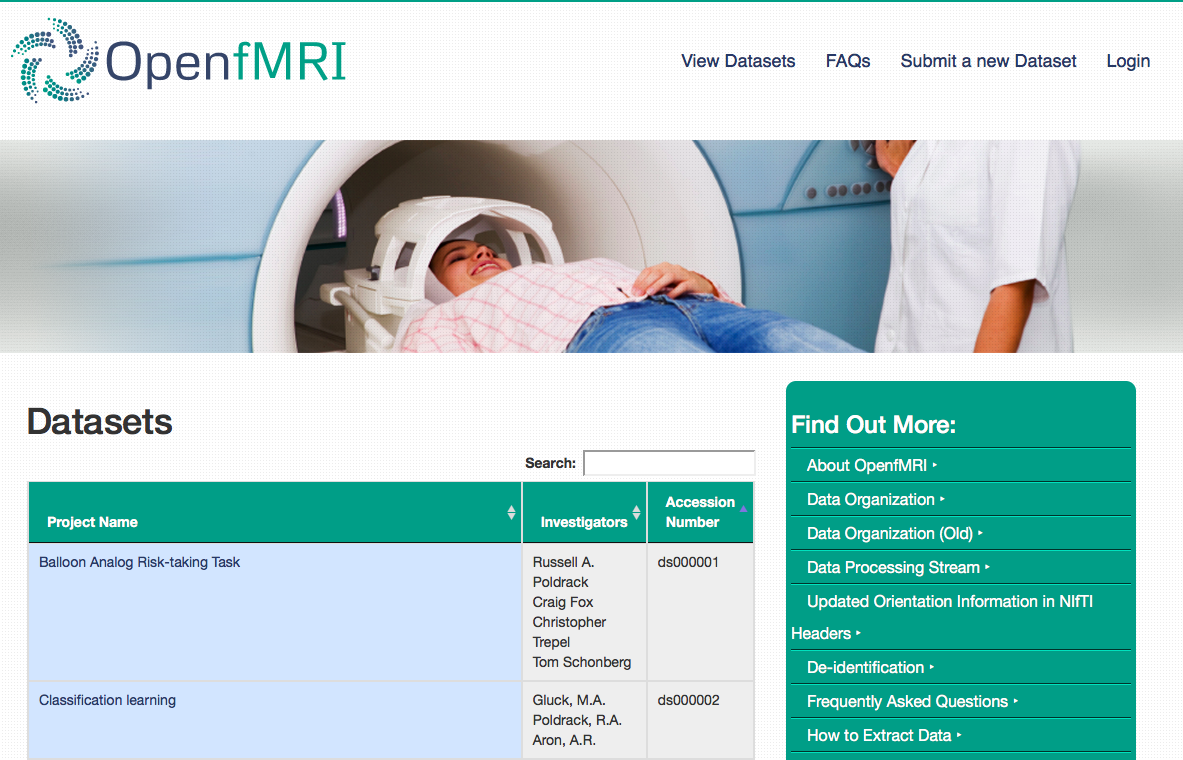 OpenfMRI
View Datasets
FAQs
Submit a new Dataset
Login
Datasets
Search:
Project Name
Investigators
Accession
Number
Balloon Analog Risk-taking Task
Russell A.
Poldrack
Craig Fox
Christopher
Trepel
Tom Schonberg
ds000001
Classification learning
Gluck, M.A.
Poldrack, R.A.
Aron, A.R.
ds000002
Find Out More:
About OpenfMRI ‣
Data Organization ‣
Data Organization (Old) ‣
Data Processing Stream ‣
Updated Orientation Information in NIfTI
Headers ‣
De-identification ‣
Frequently Asked Questions ‣
How to Extract Data ‣